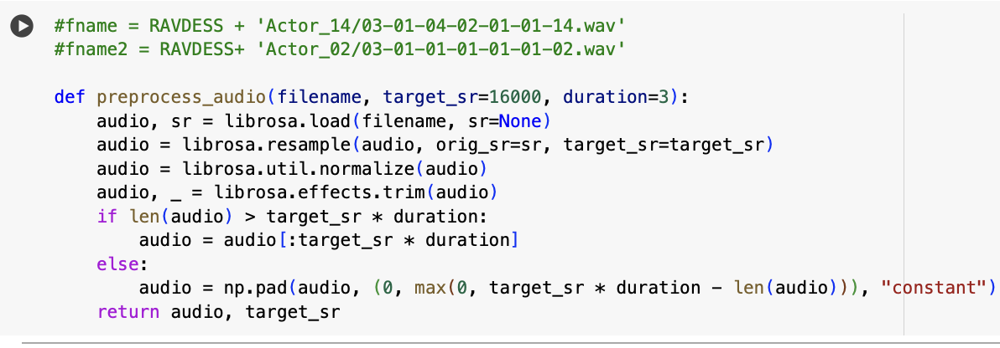 #fname = RAVDESS + 'Actor_14/03-01-04-02-01-01-14.wav'
#fname2 = RAVDESS+ 'Actor_02/03-01-01-01-01-01-02.wav'

def preprocess_audio(filename, target_sr=16000, duration=3):
    audio, sr = librosa.load(filename, sr=None)
    audio = librosa.resample(audio, orig_sr=sr, target_sr=target_sr)
    audio = librosa.util.normalize(audio)
    audio, _ = librosa.effects.trim(audio)
    if len(audio) > target_sr * duration:
        audio = audio[:target_sr * duration]
    else:
        audio = np.pad(audio, (0, max(0, target_sr * duration - len(audio))), "constant")
    return audio, target_sr